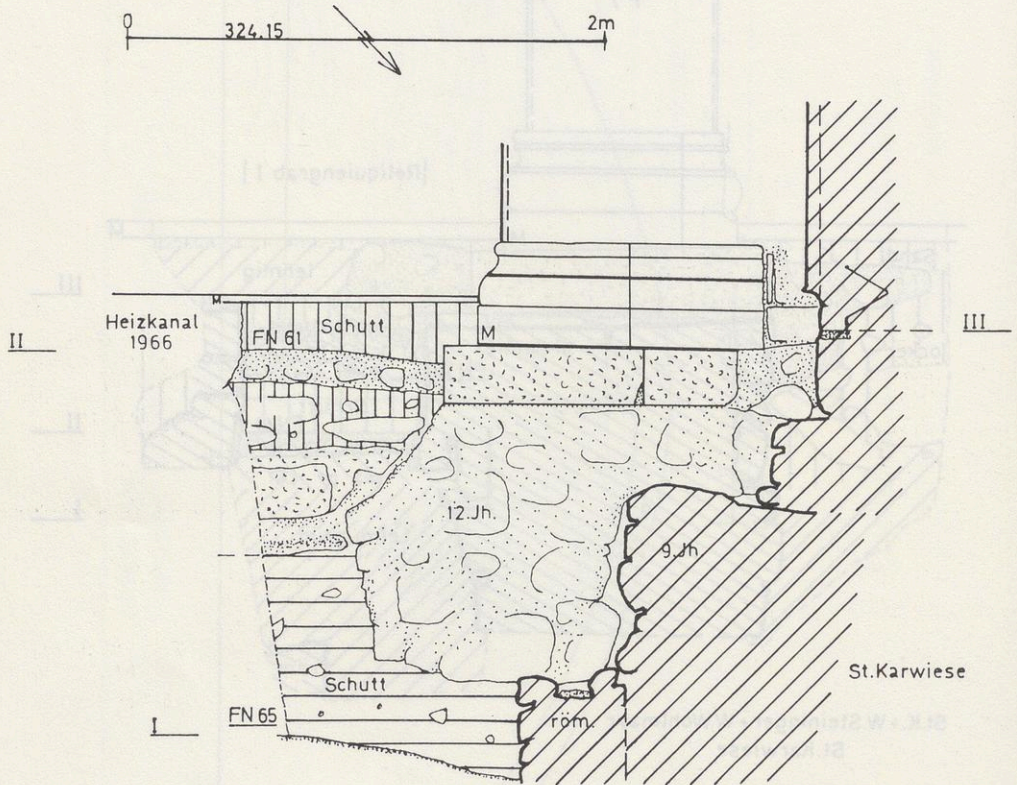 0 324.15 2m
Heizkanal
1966
M
FN 61
Schutt
M
II
III
12.Jh.
9.Jh
St.Karwiese
Schutt
FN 65
röm.
I